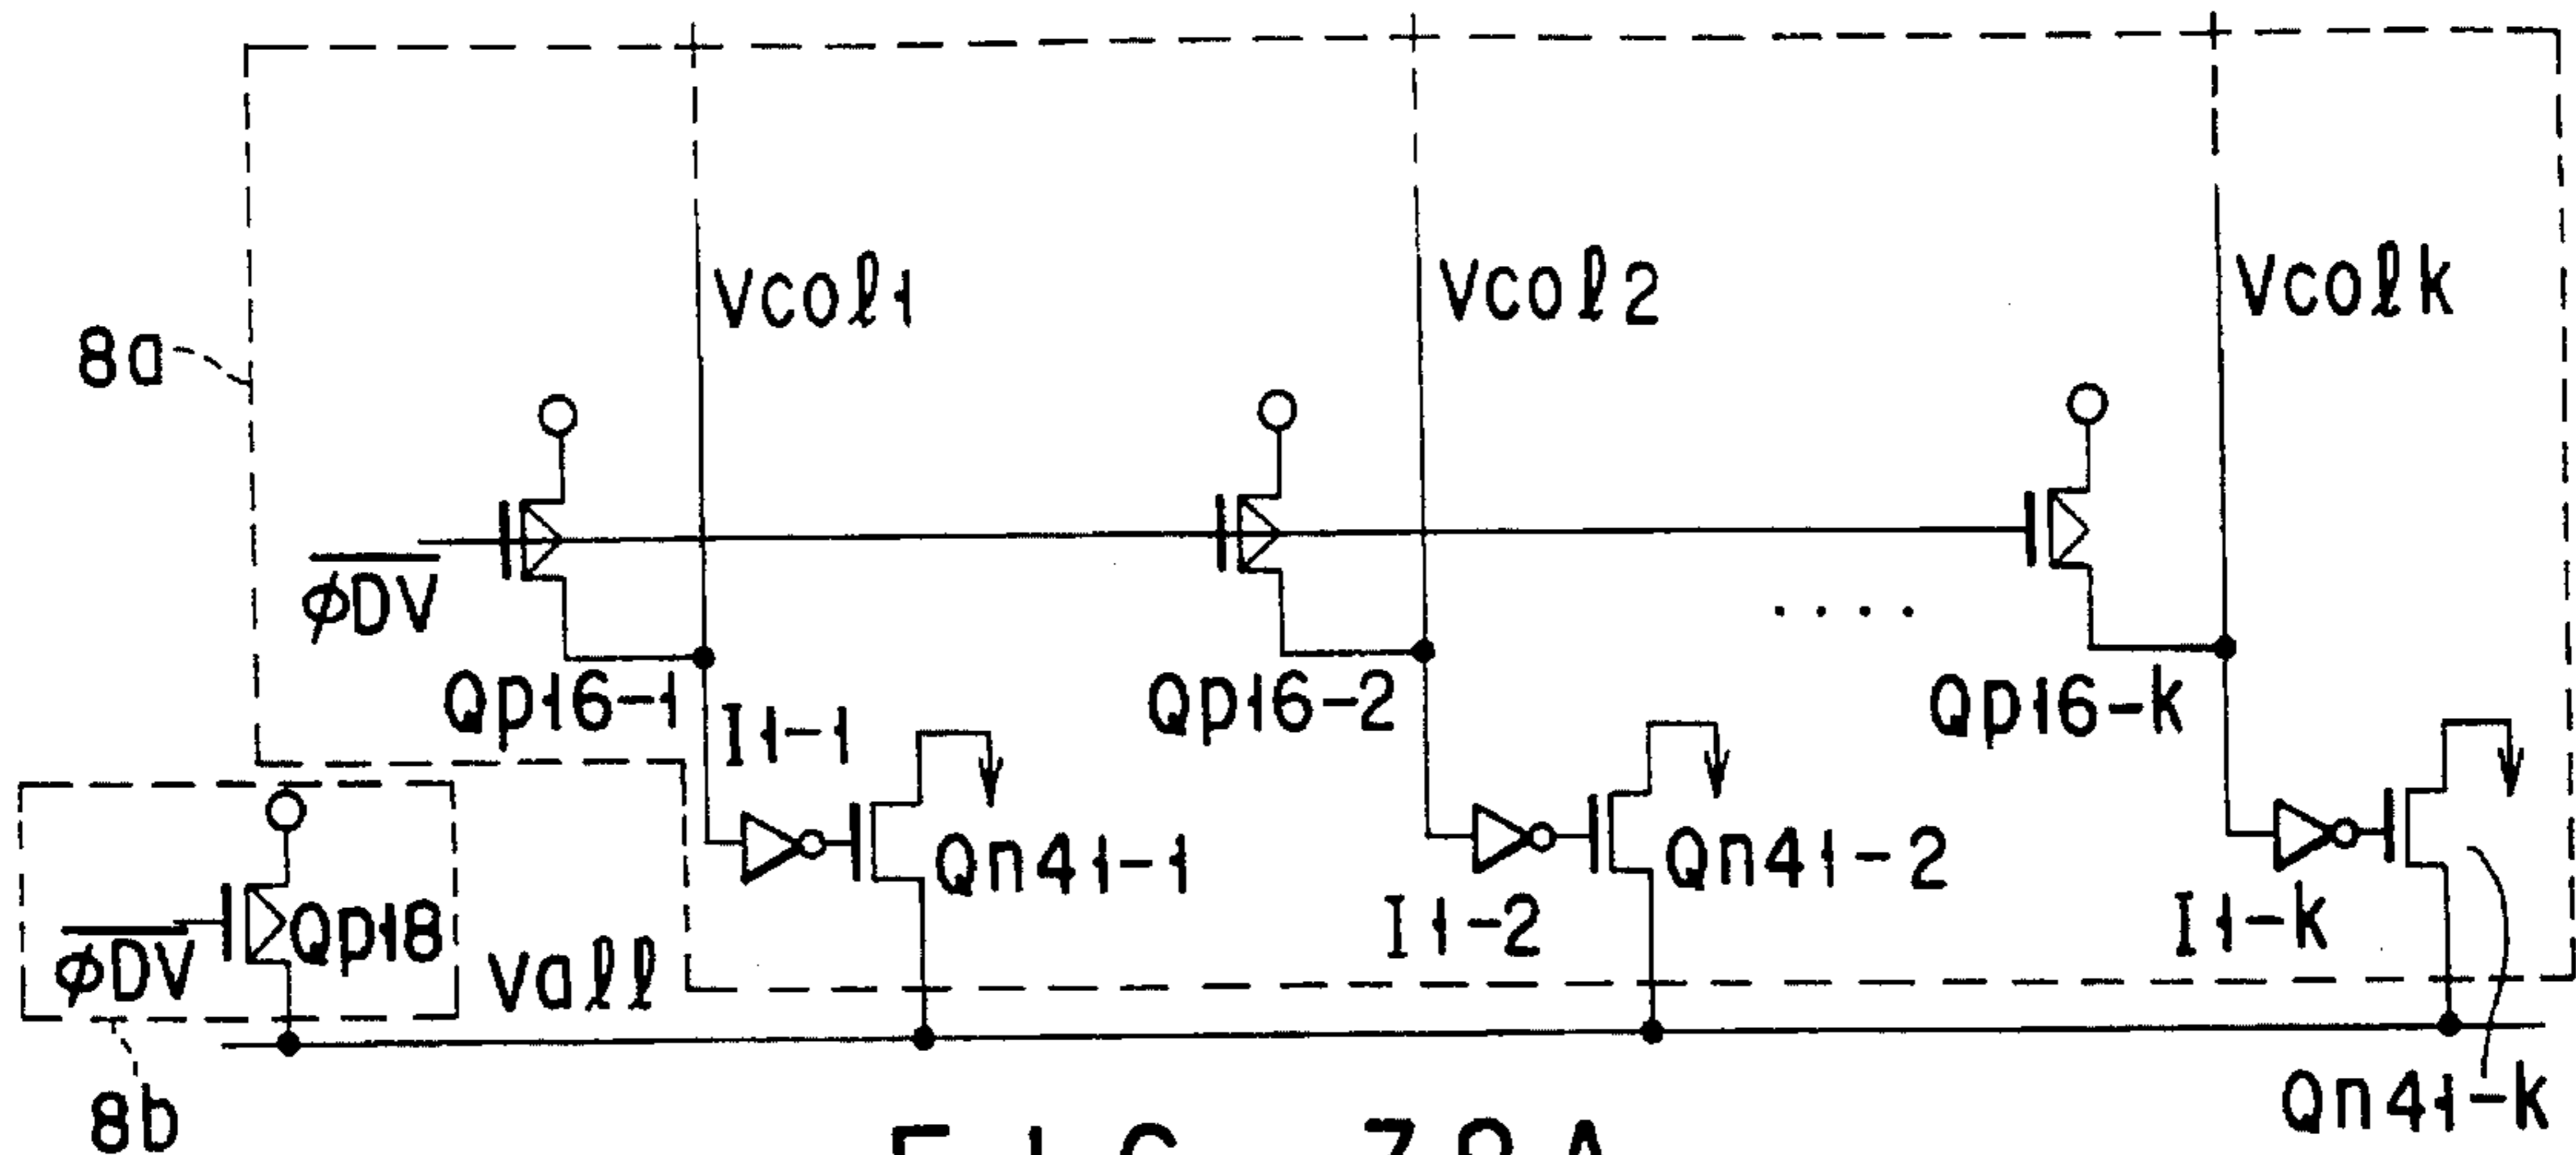 Vcoℓ1 Vcoℓ2 Vcoℓk
8a
φDV
Qp16-1 Qp16-2 Qp16-k
I1-1
Qn41-1 Qn41-2
I1-2 I1-k
Qp18
φDV
Vaℓℓ
8b
Qn41-k